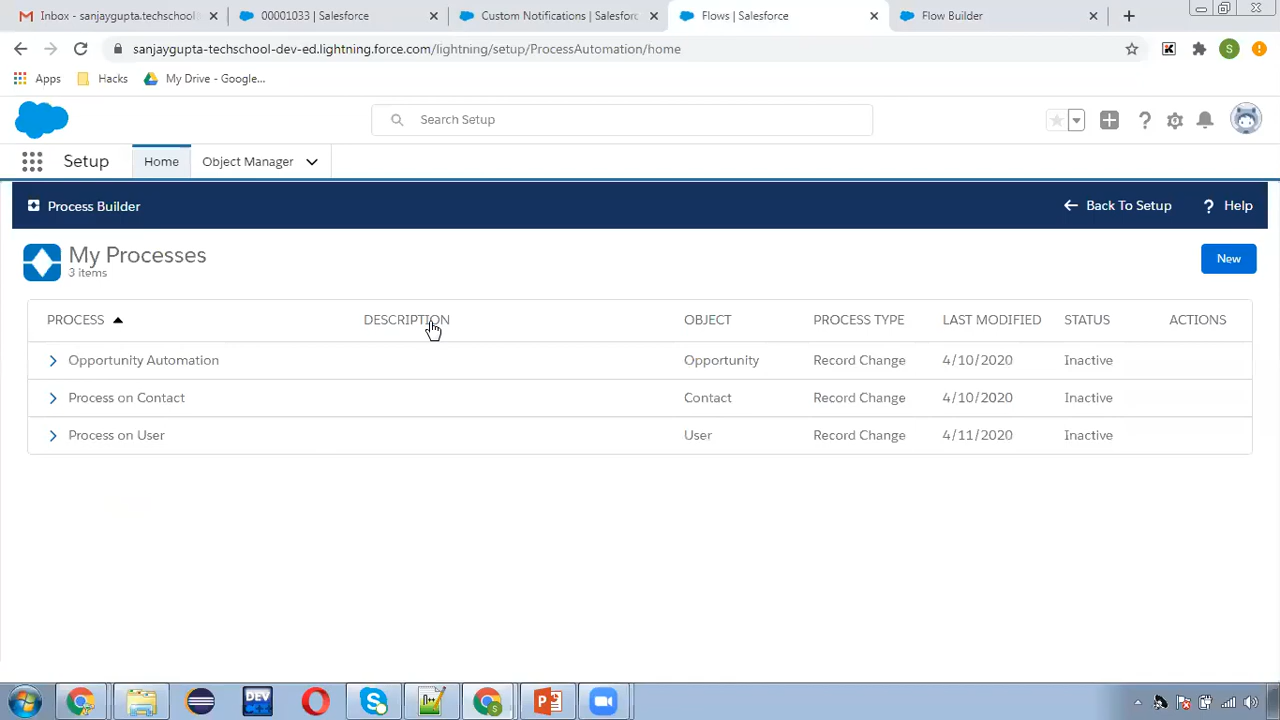 Inbox - sanjaygupta.techschool
00001033 | Salesforce
Custom Notifications | Salesforc
Flows | Salesforce
Flow Builder
sanjaygupta-techschool-dev-ed.lightning.force.com/lightning/setup/ProcessAutomation/home
S
Apps
Hacks
My Drive - Google...
Search Setup
Setup
Home
Object Manager
Process Builder
Back To Setup
? Help
My Processes
3 items
New
PROCESS DESCRIPTION OBJECT PROCESS TYPE LAST MODIFIED STATUS ACTIONS
Opportunity Automation Opportunity Record Change 4/10/2020 Inactive
Process on Contact Contact Record Change 4/10/2020 Inactive
Process on User User Record Change 4/11/2020 Inactive
DEV